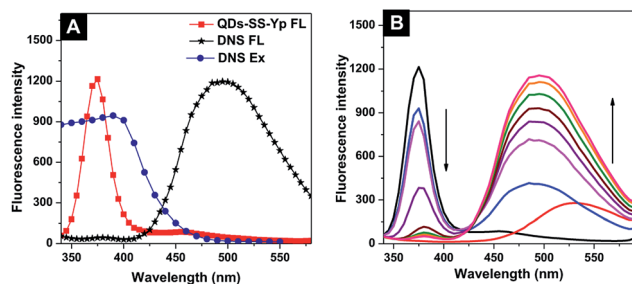 A
QDs-SS-Yp FL
DNS FL
DNS Ex
Fluorescence intensity
1500
1200
900
600
300
0
350 400 450 500 550
Wavelength (nm)
B
Fluorescence intensity
1500
1200
900
600
300
0
350 400 450 500 550
Wavelength (nm)